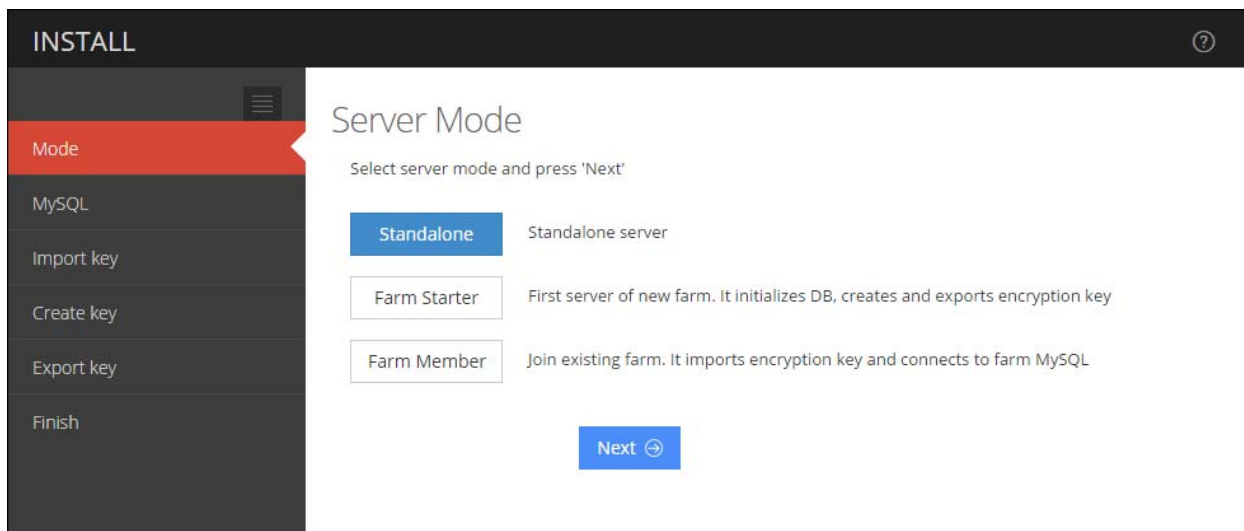 INSTALL
Mode
MySQL
Import key
Create key
Export key
Finish
Server Mode
Select server mode and press 'Next'
Standalone Standalone server
Farm Starter First server of new farm. It initializes DB, creates and exports encryption key
Farm Member Join existing farm. It imports encryption key and connects to farm MySQL
Next